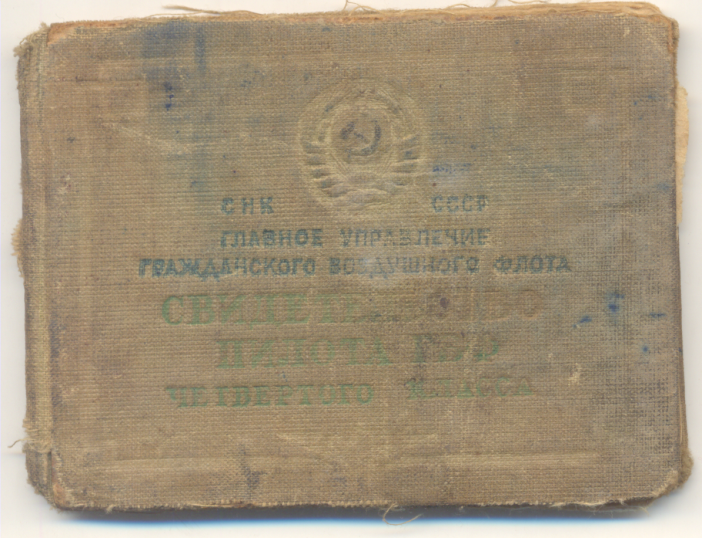 СНК СССР
ГЛАВНОЕ УПРАВЛЕНИЕ
ГРАЖДАНСКОГО ВОЗДУШНОГО ФЛОТА
СВИДЕТЕЛЬСТВО
ПИЛОТА ГВФ
ЧЕТВЕРТОГО КЛАССА